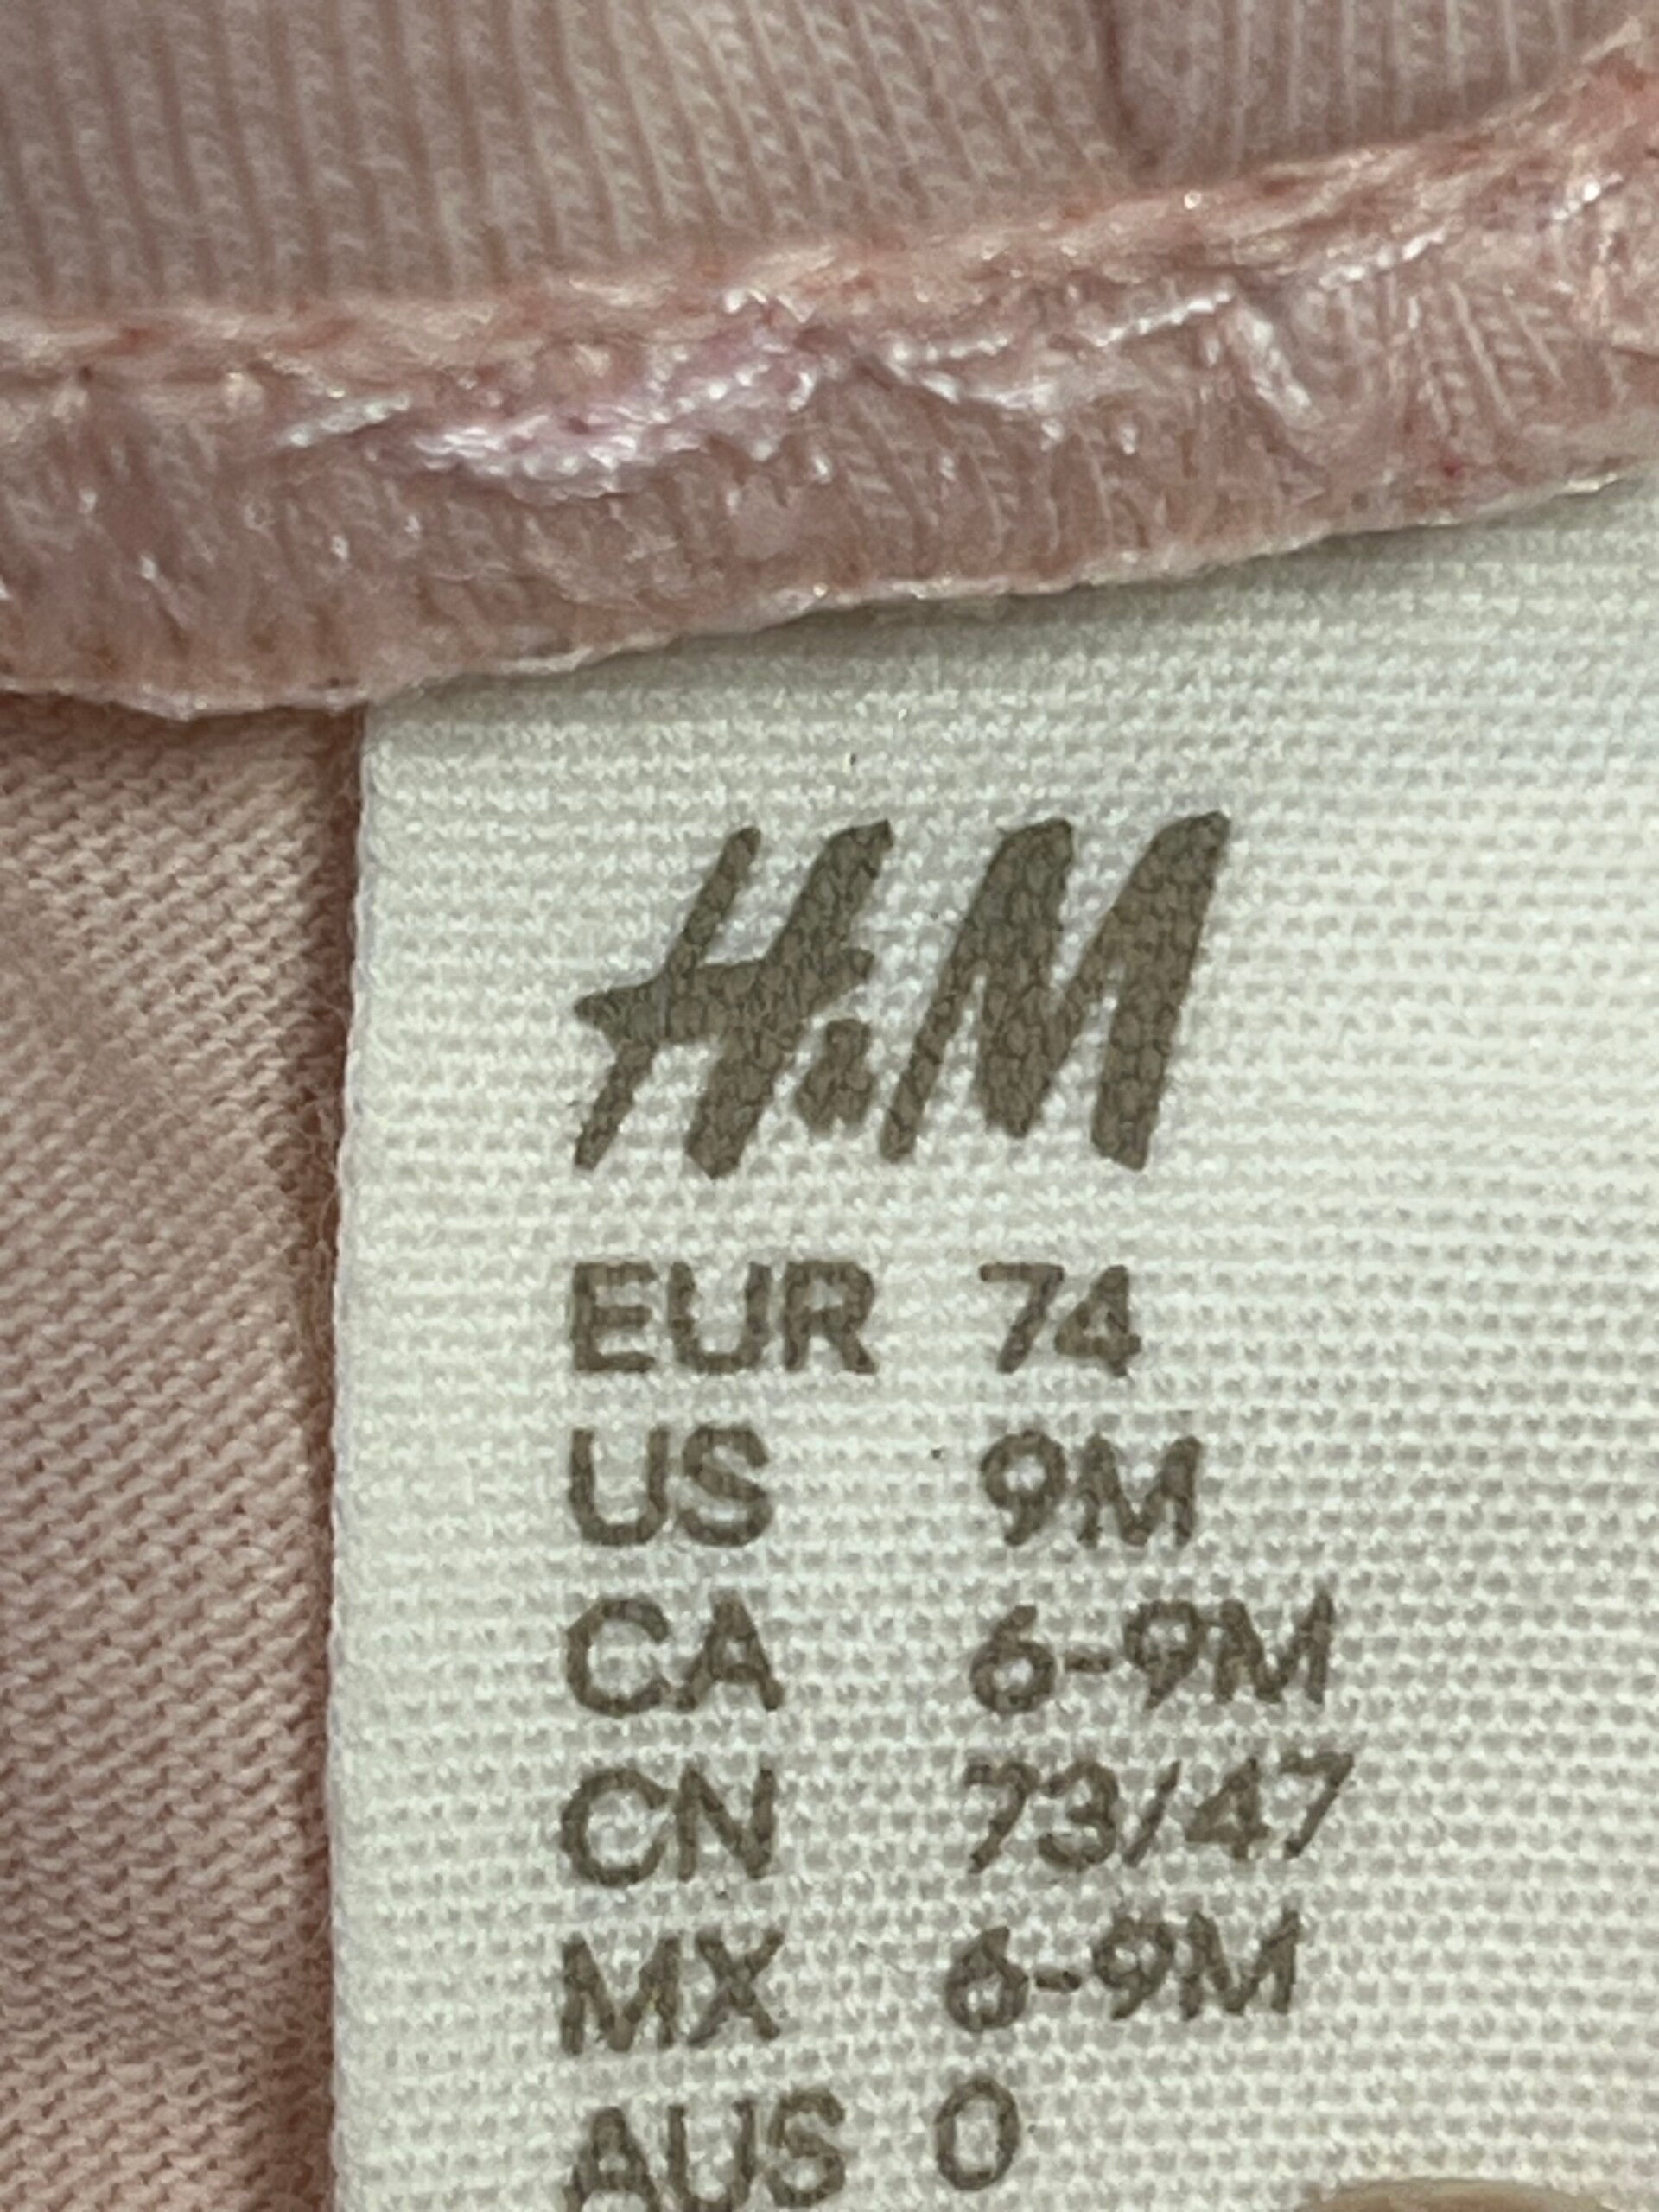 H&M
EUR 74
US 9M
CA 6-9M
CN 73/47
MX 6-9M
AUS 0